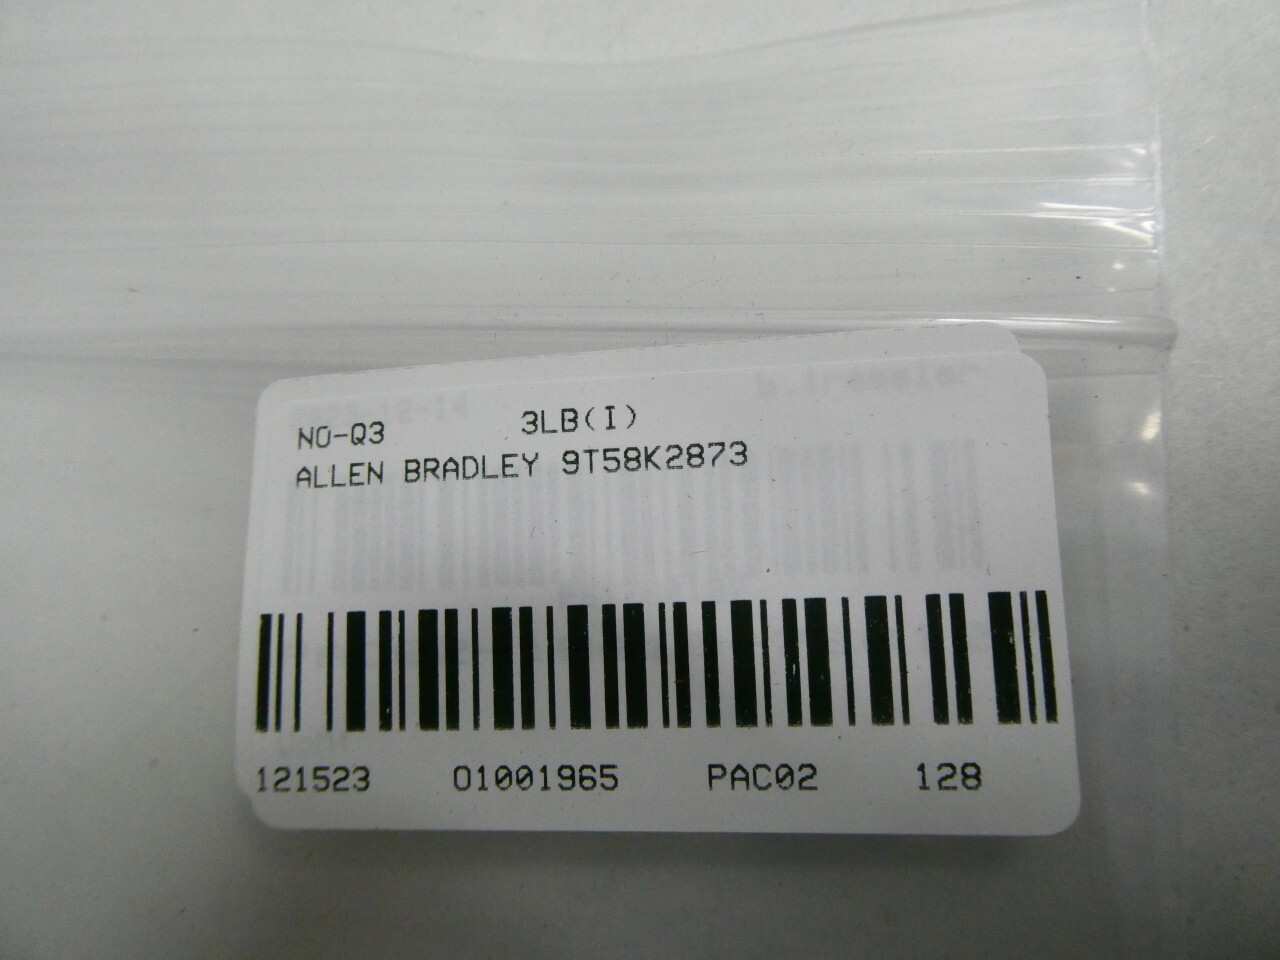 NO-Q3 3LB(I)
ALLEN BRADLEY 9T58K2873
121523 01001965 PAC02 128